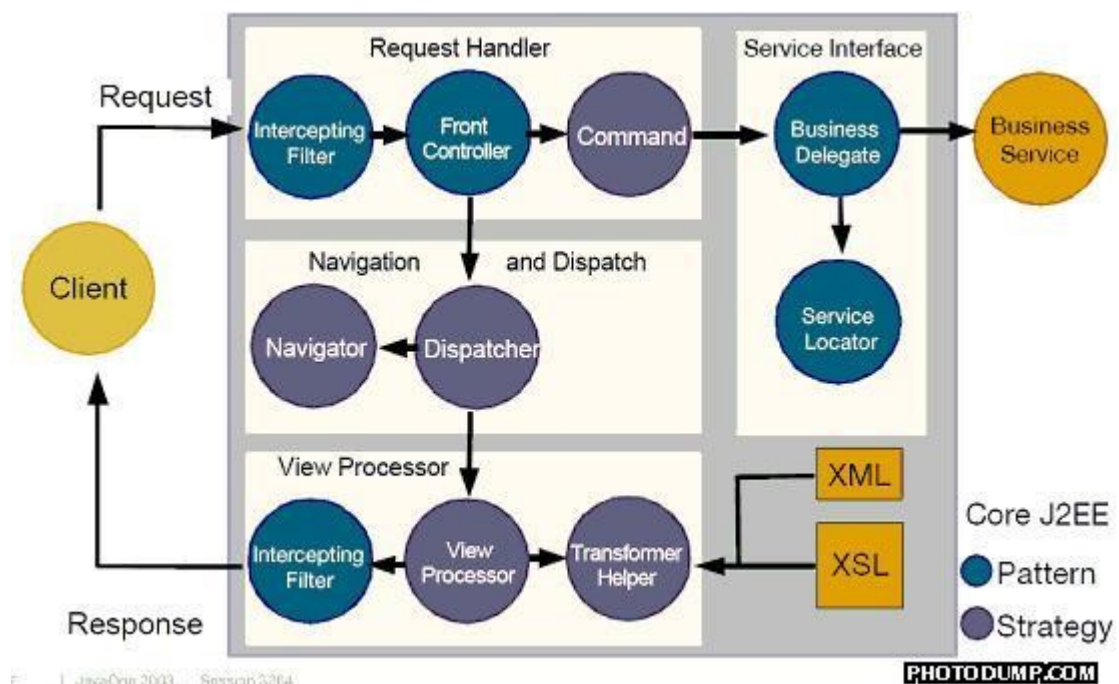 Request Handler
Service Interface
Request
Intercepting
Filter
Front
Controller
Command
Business
Delegate
Business
Service
Client
Navigation and Dispatch
Navigator
Dispatcher
Service
Locator
View Processor
Intercepting
Filter
View
Processor
Transformer
Helper
XML
XSL
Core J2EE
Pattern
Strategy
Response
JavaOne 2003 Session 3264
PHOTODUMP.COM